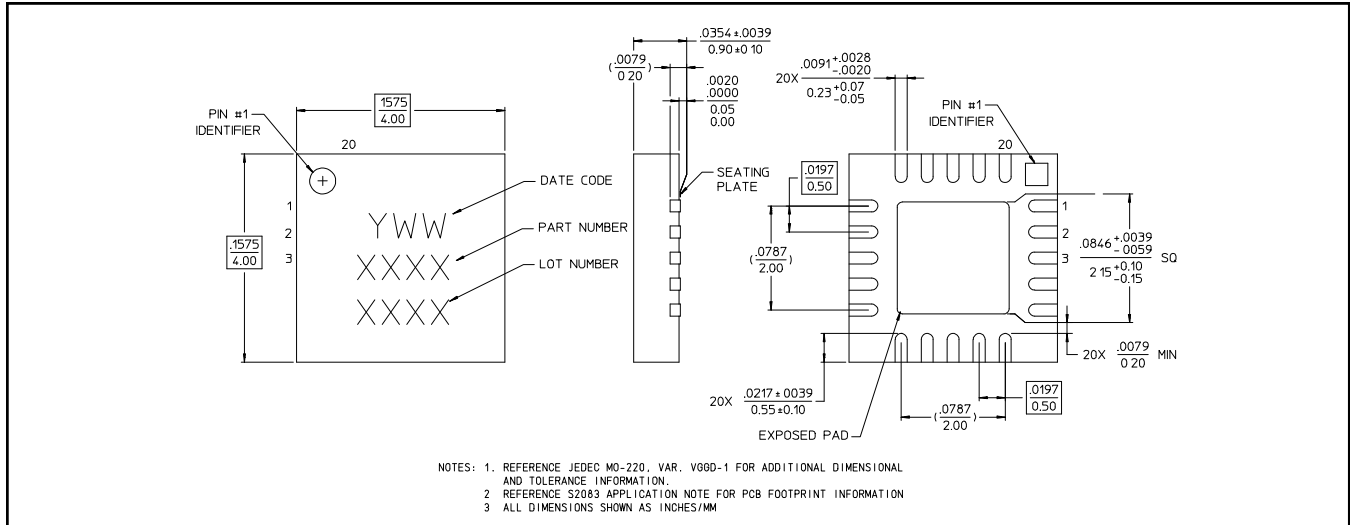 PIN #1
IDENTIFIER
.1575
4.00
20
1
2
3
.1575
4.00
DATE CODE
YWW
PART NUMBER
XXXX
LOT NUMBER
XXXX
.0354 ±.0039
0.90 ±0 10
(.0079
0 20)
.0020
.0000
0.05
0.00
SEATING
PLATE
20X .0091 +.0028 -.0020
0.23 +0.07 -0.05
PIN #1
IDENTIFIER
20
.0197
0.50
(.0787
2.00)
1
2
3
.0846 +.0039 -.0059
2 15 +0.10 -0.15 SQ
20X .0079
0 20 MIN
20X .0217 ± 0039
0.55 ±0.10
.0197
0.50
(.0787
2.00)
EXPOSED PAD
NOTES: 1. REFERENCE JEDEC MO-220, VAR. VGGD-1 FOR ADDITIONAL DIMENSIONAL
AND TOLERANCE INFORMATION.
2 REFERENCE S2083 APPLICATION NOTE FOR PCB FOOTPRINT INFORMATION
3 ALL DIMENSIONS SHOWN AS INCHES/MM